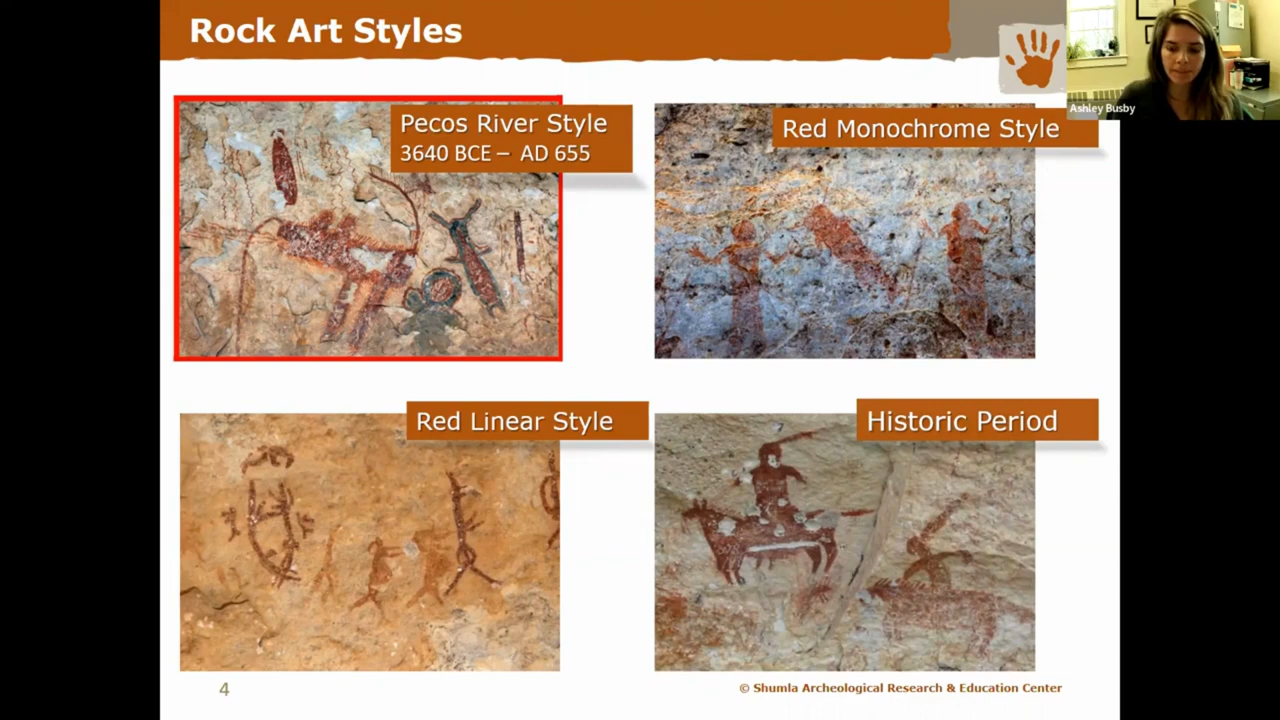 Rock Art Styles
Ashley Busby
Pecos River Style
3640 BCE – AD 655
Red Monochrome Style
Red Linear Style
Historic Period
4
© Shumla Archeological Research & Education Center